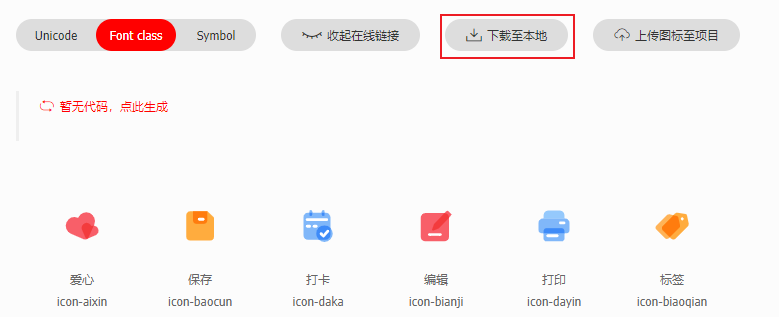 Unicode Font class Symbol 收起在线链接 下载至本地 上传图标至项目
暂无代码，点此生成
爱心 保存 打卡 编辑 打印 标签
icon-aixin icon-baocun icon-daka icon-bianji icon-dayin icon-biaoqian